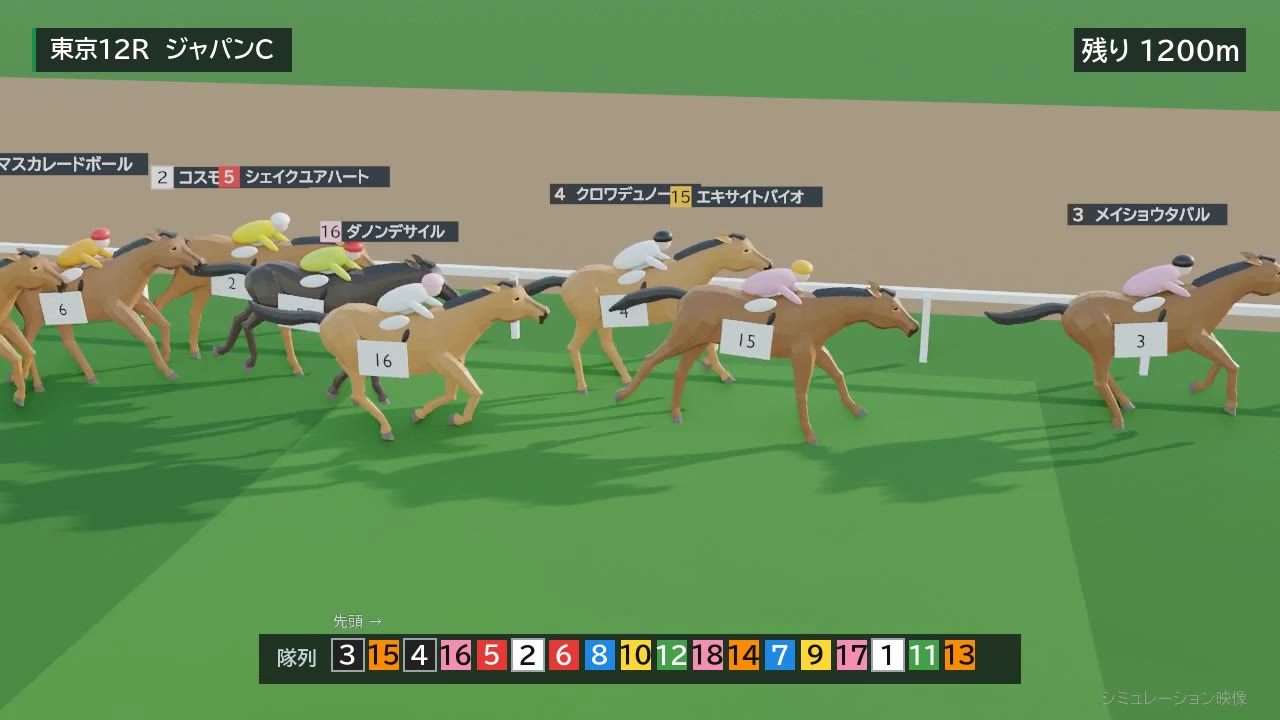 東京12R ジャパンC
残り 1200m
マスカレードボール
2 コスモ
5 シェイクユアハート
16 ダノンデサイル
4 クロワデュノー
15 エキサイトバイオ
3 メイショウタバル
6
2
16
4
15
3
先頭 →
隊列 3 15 4 16 5 2 6 8 10 12 18 14 7 9 17 1 11 13
シミュレーション映像